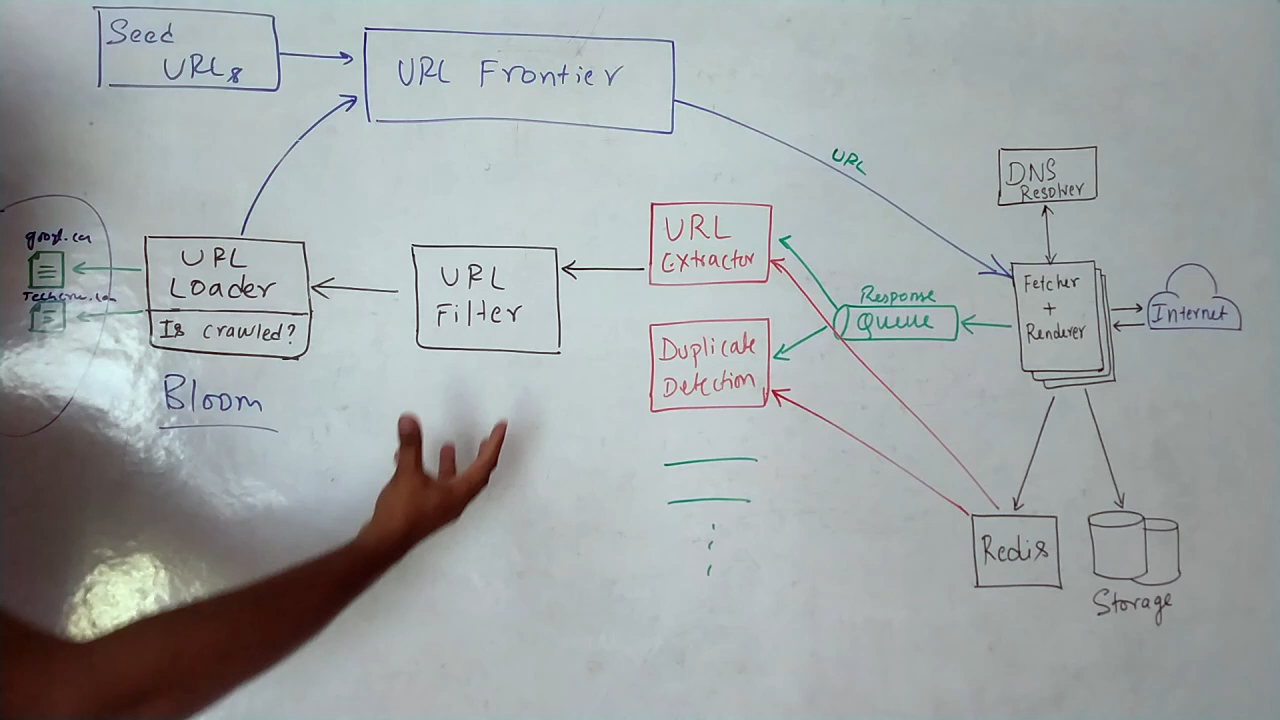 Seed
URLs
URL Frontier
URL
DNS
Resolver
URL
Extractor
Fetcher
+
Renderer
Internet
Response
Queue
URL
Loader
Is crawled?
URL
Filter
Duplicate
Detection
Bloom
Redis
Storage